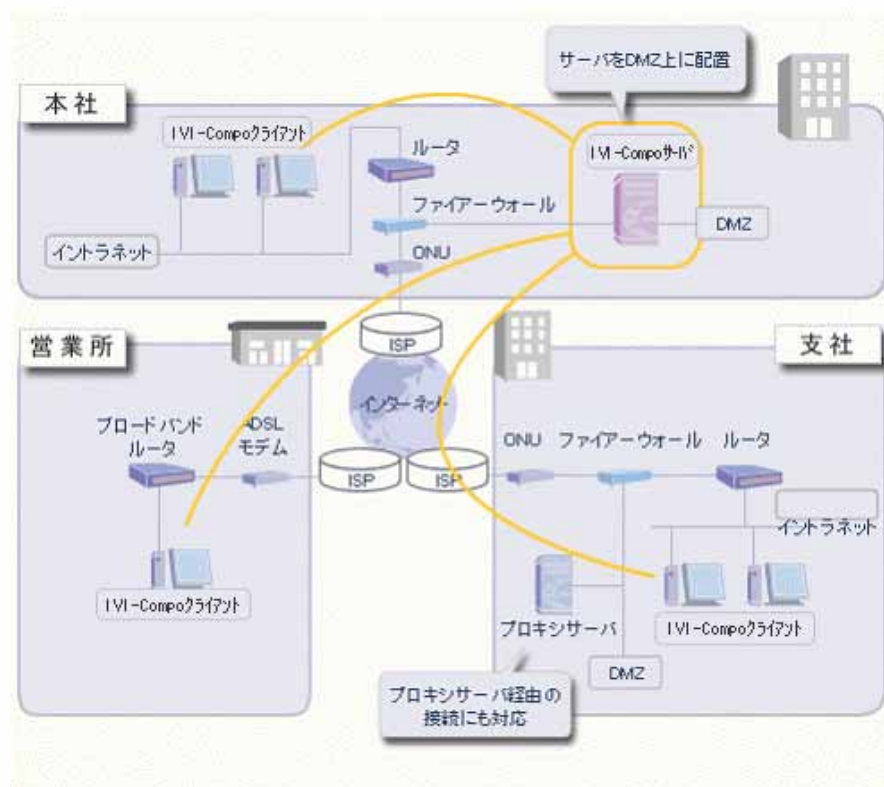 サーバをDMZ上に配置
本社
IVI-Compoクライアント
ルータ
IVI-Compoサーバ
ファイアーウォール
DMZ
イントラネット
ONU
ISP
営業所
支社
インターネット
ブロードバンド
ルータ
ADSL
モデム
ISP
ISP
ONU
ファイアーウォール
ルータ
イントラネット
IVI-Compoクライアント
プロキシサーバ
IVI-Compoクライアント
DMZ
プロキシサーバ経由の
接続にも対応